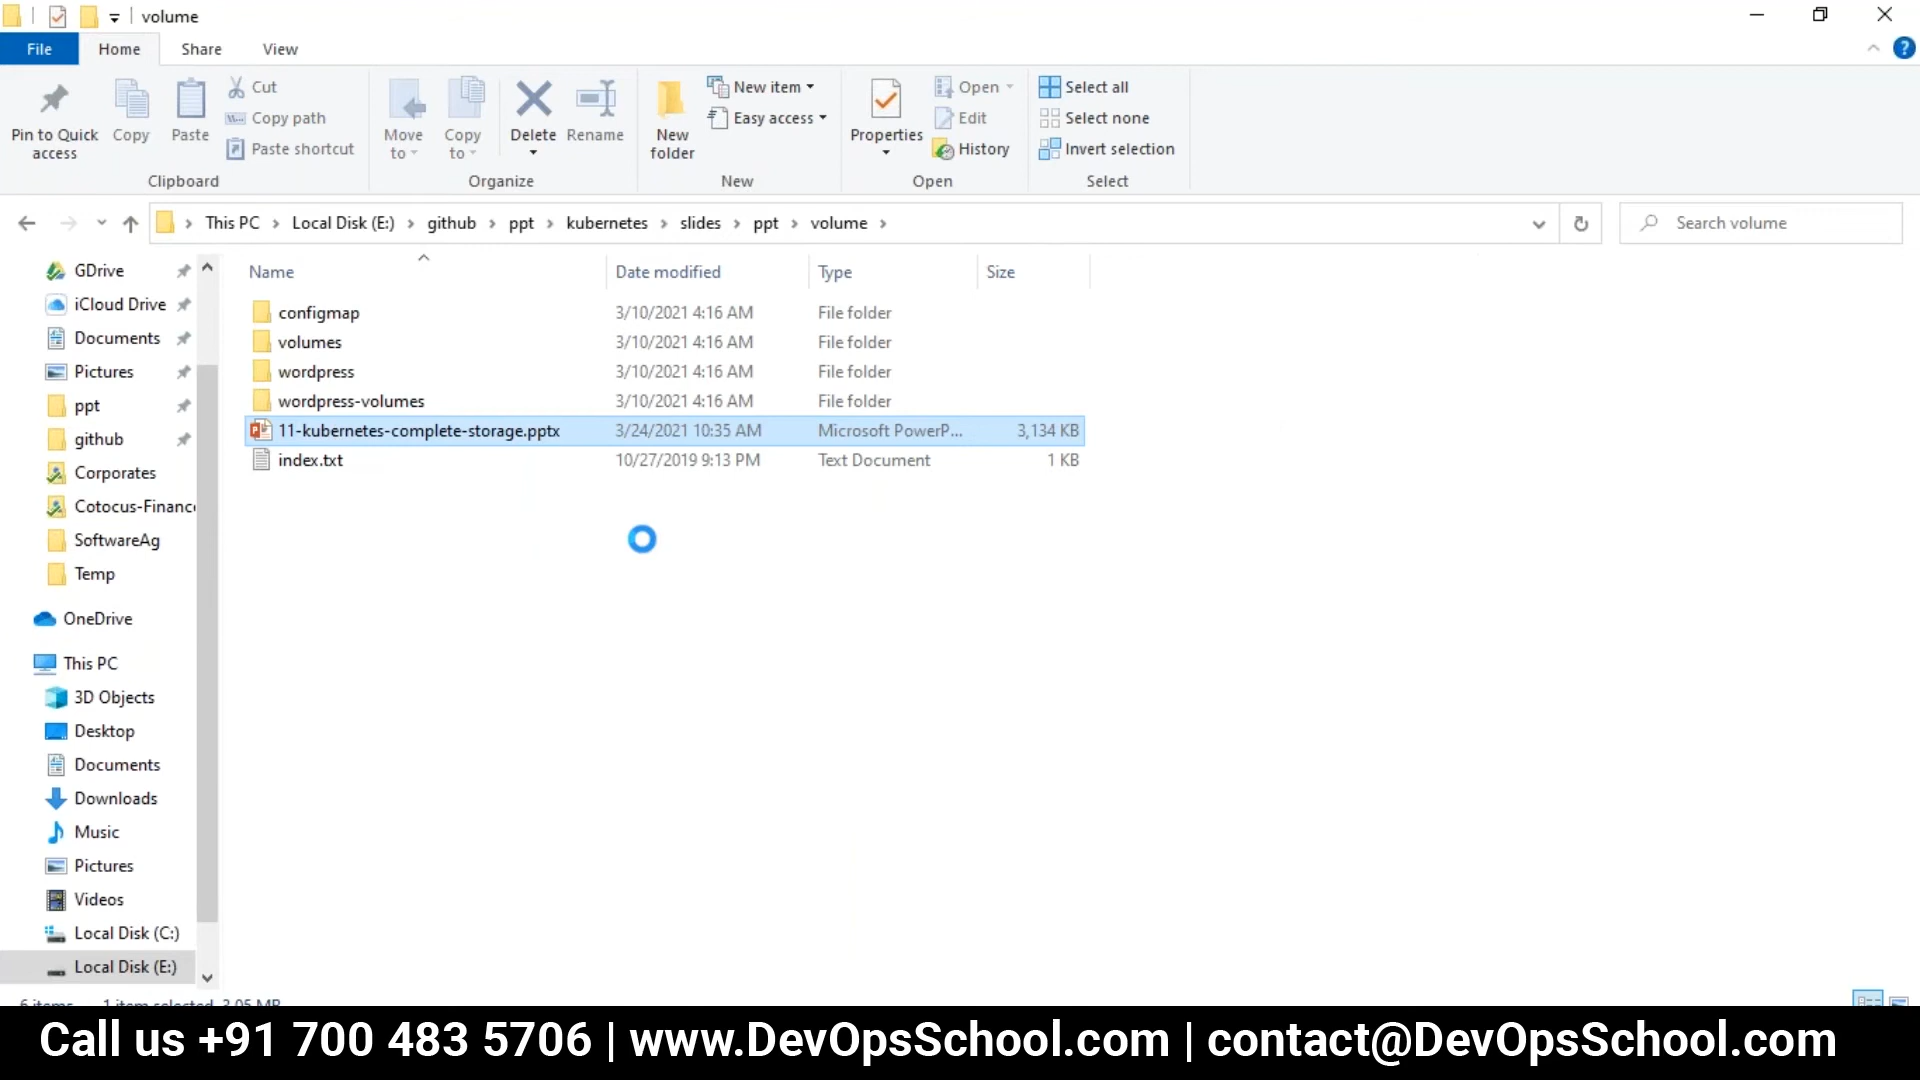 volume
File Home Share View
Pin to Quick access
Copy
Paste
Cut
Copy path
Paste shortcut
Clipboard
Move to
Copy to
Delete
Rename
Organize
New folder
New item
Easy access
New
Properties
Open
Edit
History
Open
Select all
Select none
Invert selection
Select
This PC › Local Disk (E:) › github › ppt › kubernetes › slides › ppt › volume ›
Search volume
GDrive
iCloud Drive
Documents
Pictures
ppt
github
Corporates
Cotocus-Financ
SoftwareAg
Temp
OneDrive
This PC
3D Objects
Desktop
Documents
Downloads
Music
Pictures
Videos
Local Disk (C:)
Local Disk (E:)
Name Date modified Type Size
configmap 3/10/2021 4:16 AM File folder
volumes 3/10/2021 4:16 AM File folder
wordpress 3/10/2021 4:16 AM File folder
wordpress-volumes 3/10/2021 4:16 AM File folder
11-kubernetes-complete-storage.pptx 3/24/2021 10:35 AM Microsoft PowerP... 3,134 KB
index.txt 10/27/2019 9:13 PM Text Document 1 KB
6 items 1 item selected 3.05 MB
Call us +91 700 483 5706 | www.DevOpsSchool.com | contact@DevOpsSchool.com